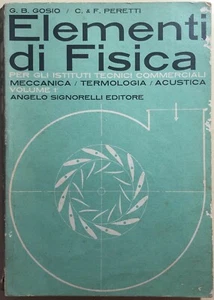 G. B. GOSIO / C. & F. PERETTI
Elementi
di Fisica
PER GLI ISTITUTI TECNICI COMMERCIALI
MECCANICA / TERMOLOGIA / ACUSTICA
VOLUME I
ANGELO SIGNORELLI EDITORE